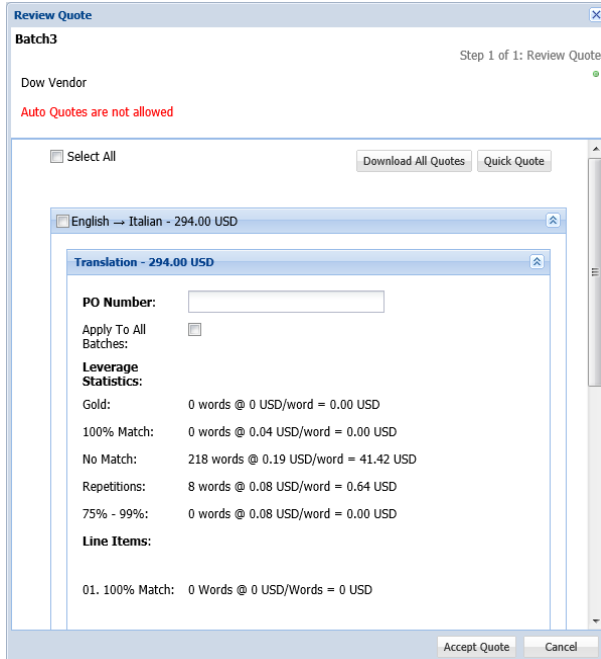 Review Quote
Batch3
Step 1 of 1: Review Quote
Dow Vendor
Auto Quotes are not allowed
Select All
Download All Quotes
Quick Quote
English → Italian - 294.00 USD
Translation - 294.00 USD
PO Number:
Apply To All
Batches:
Leverage
Statistics:
Gold: 0 words @ 0 USD/word = 0.00 USD
100% Match: 0 words @ 0.04 USD/word = 0.00 USD
No Match: 218 words @ 0.19 USD/word = 41.42 USD
Repetitions: 8 words @ 0.08 USD/word = 0.64 USD
75% - 99%: 0 words @ 0.08 USD/word = 0.00 USD
Line Items:
01. 100% Match: 0 Words @ 0 USD/Words = 0 USD
Accept Quote
Cancel